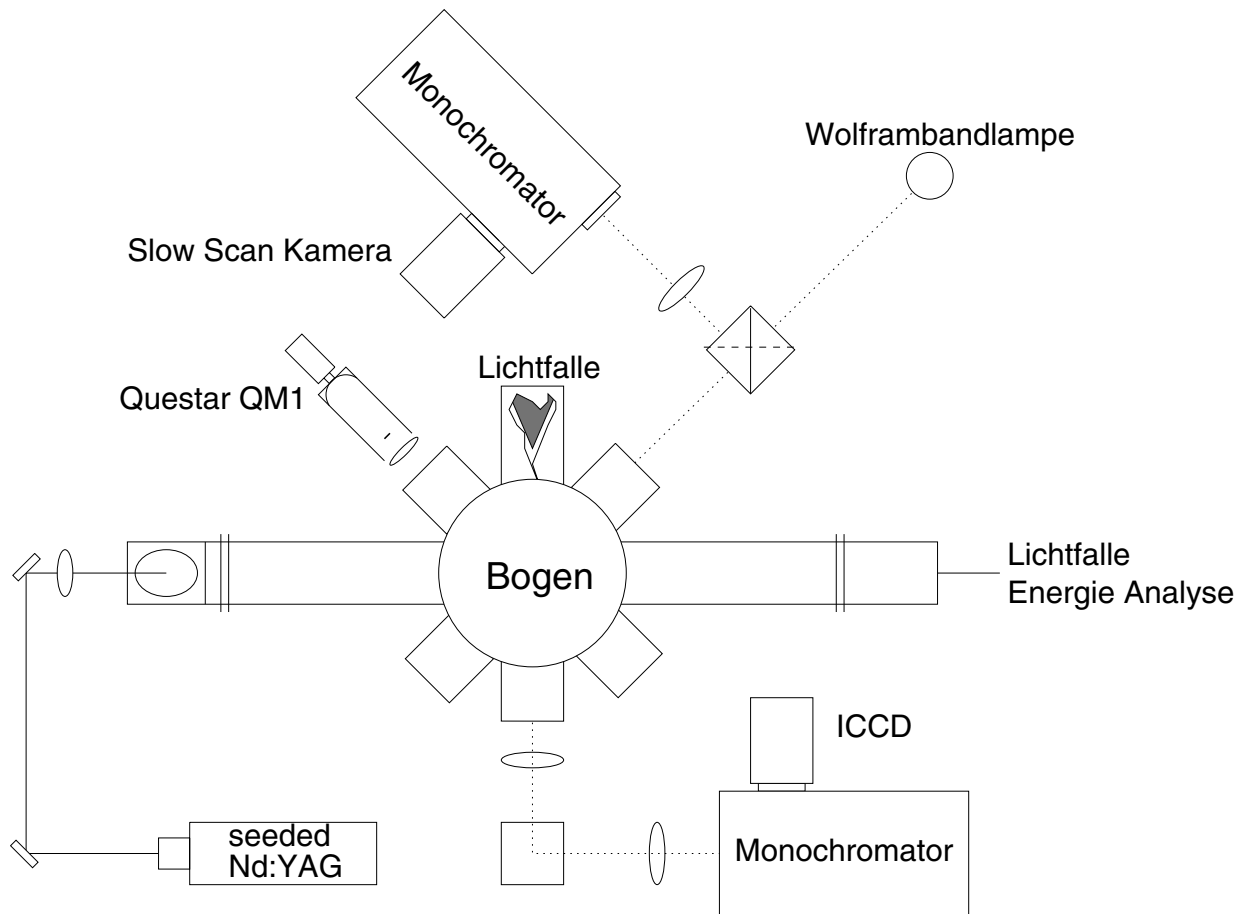 Monochromator
Wolframbandlampe
Slow Scan Kamera
Lichtfalle
Questar QM1
Bogen
Lichtfalle
Energie Analyse
ICCD
seeded
Nd:YAG
Monochromator